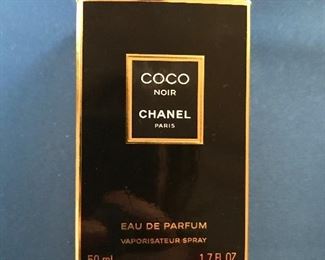 COCO
NOIR
CHANEL
PARIS
EAU DE PARFUM
VAPORISATEUR SPRAY
50 ml 1.7 FL OZ